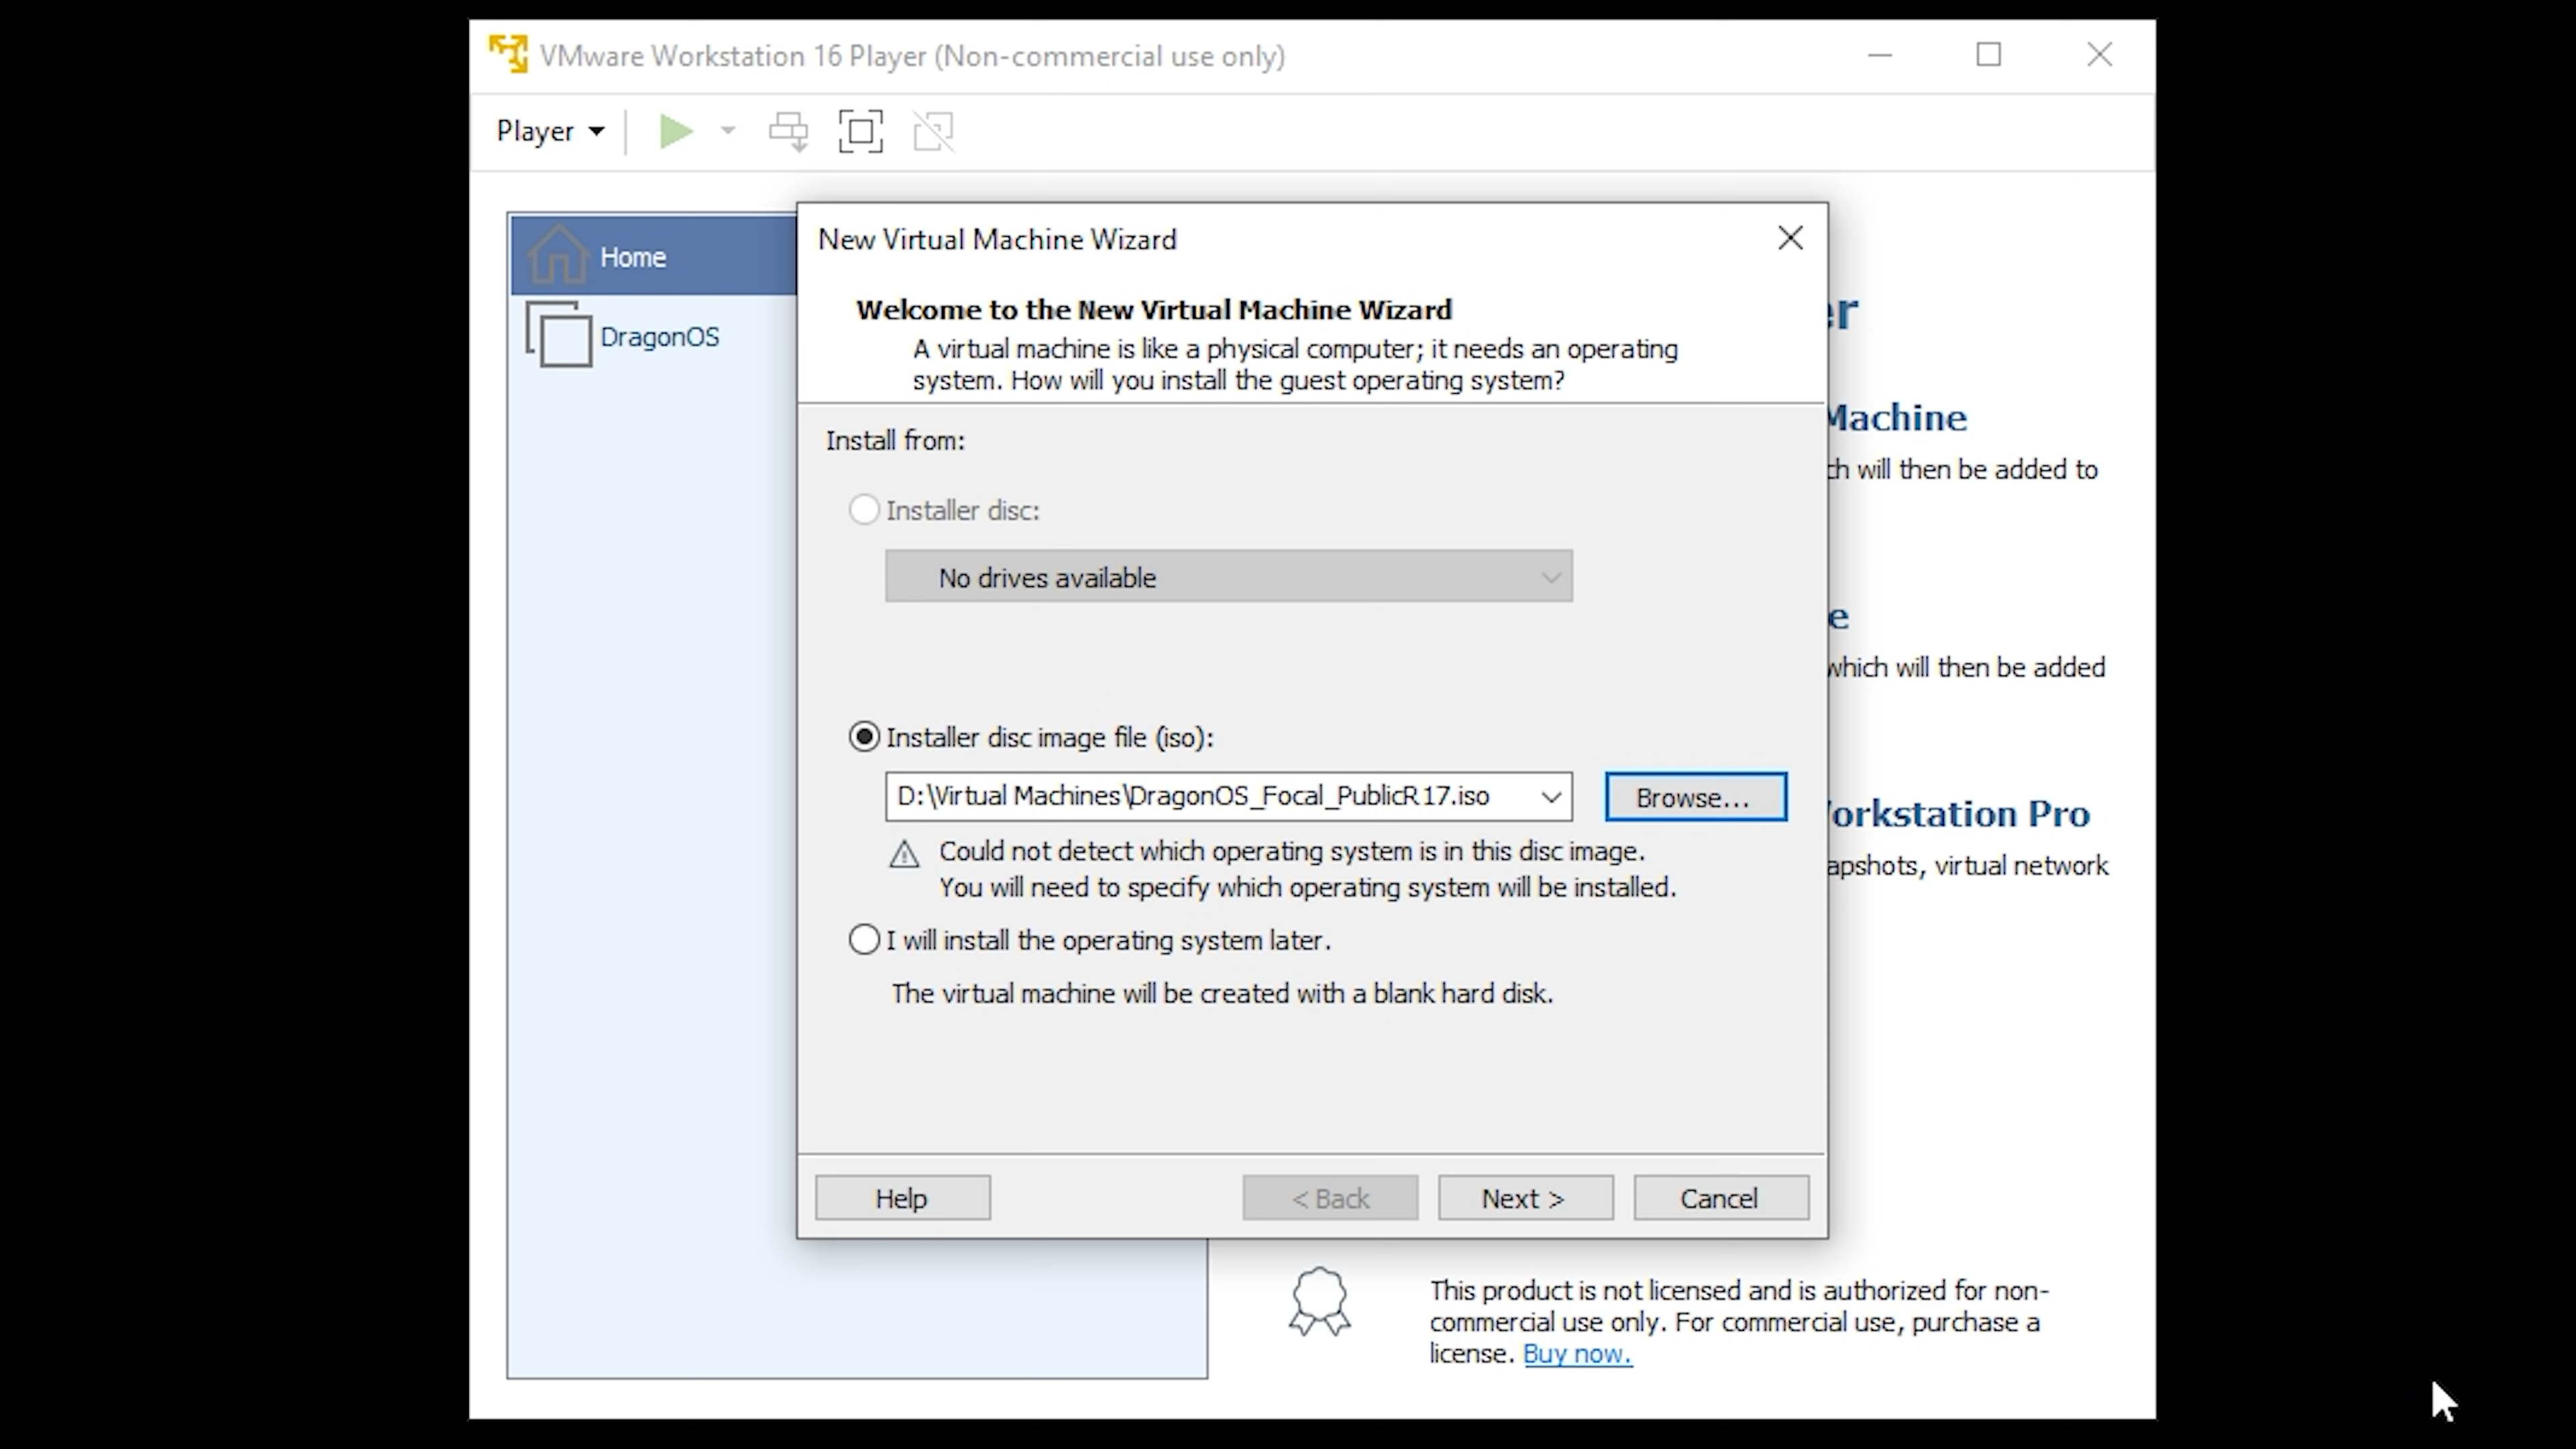 VMware Workstation 16 Player (Non-commercial use only)
Player
Home
DragonOS
New Virtual Machine Wizard
Welcome to the New Virtual Machine Wizard
A virtual machine is like a physical computer; it needs an operating
system. How will you install the guest operating system?
Install from:
Installer disc:
No drives available
Installer disc image file (iso):
D:\Virtual Machines\DragonOS_Focal_PublicR17.iso
Browse...
Could not detect which operating system is in this disc image.
You will need to specify which operating system will be installed.
I will install the operating system later.
The virtual machine will be created with a blank hard disk.
Help
< Back
Next >
Cancel
er
Machine
ch will then be added to
e
which will then be added
orkstation Pro
apshots, virtual network
This product is not licensed and is authorized for non-
commercial use only. For commercial use, purchase a
license. Buy now.